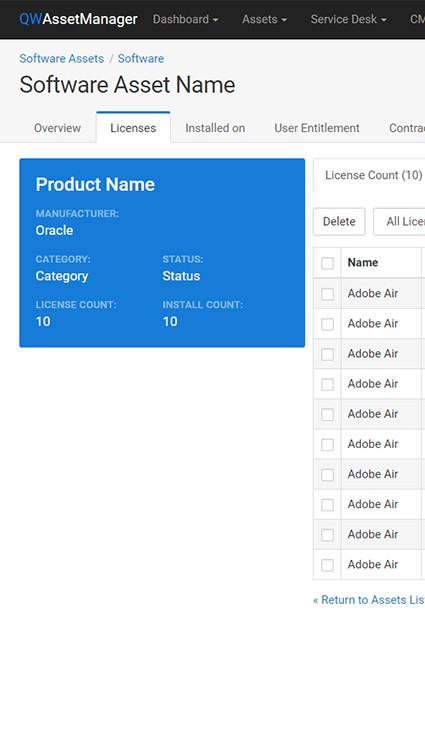 QWAssetManager Dashboard Assets Service Desk CM
Software Assets / Software
Software Asset Name
Overview Licenses Installed on User Entitlement Contra
Product Name
MANUFACTURER:
Oracle
CATEGORY: STATUS:
Category Status
LICENSE COUNT: INSTALL COUNT:
10 10
License Count (10)
Delete All Lice
Name
Adobe Air
Adobe Air
Adobe Air
Adobe Air
Adobe Air
Adobe Air
Adobe Air
Adobe Air
Adobe Air
Adobe Air
« Return to Assets Lis